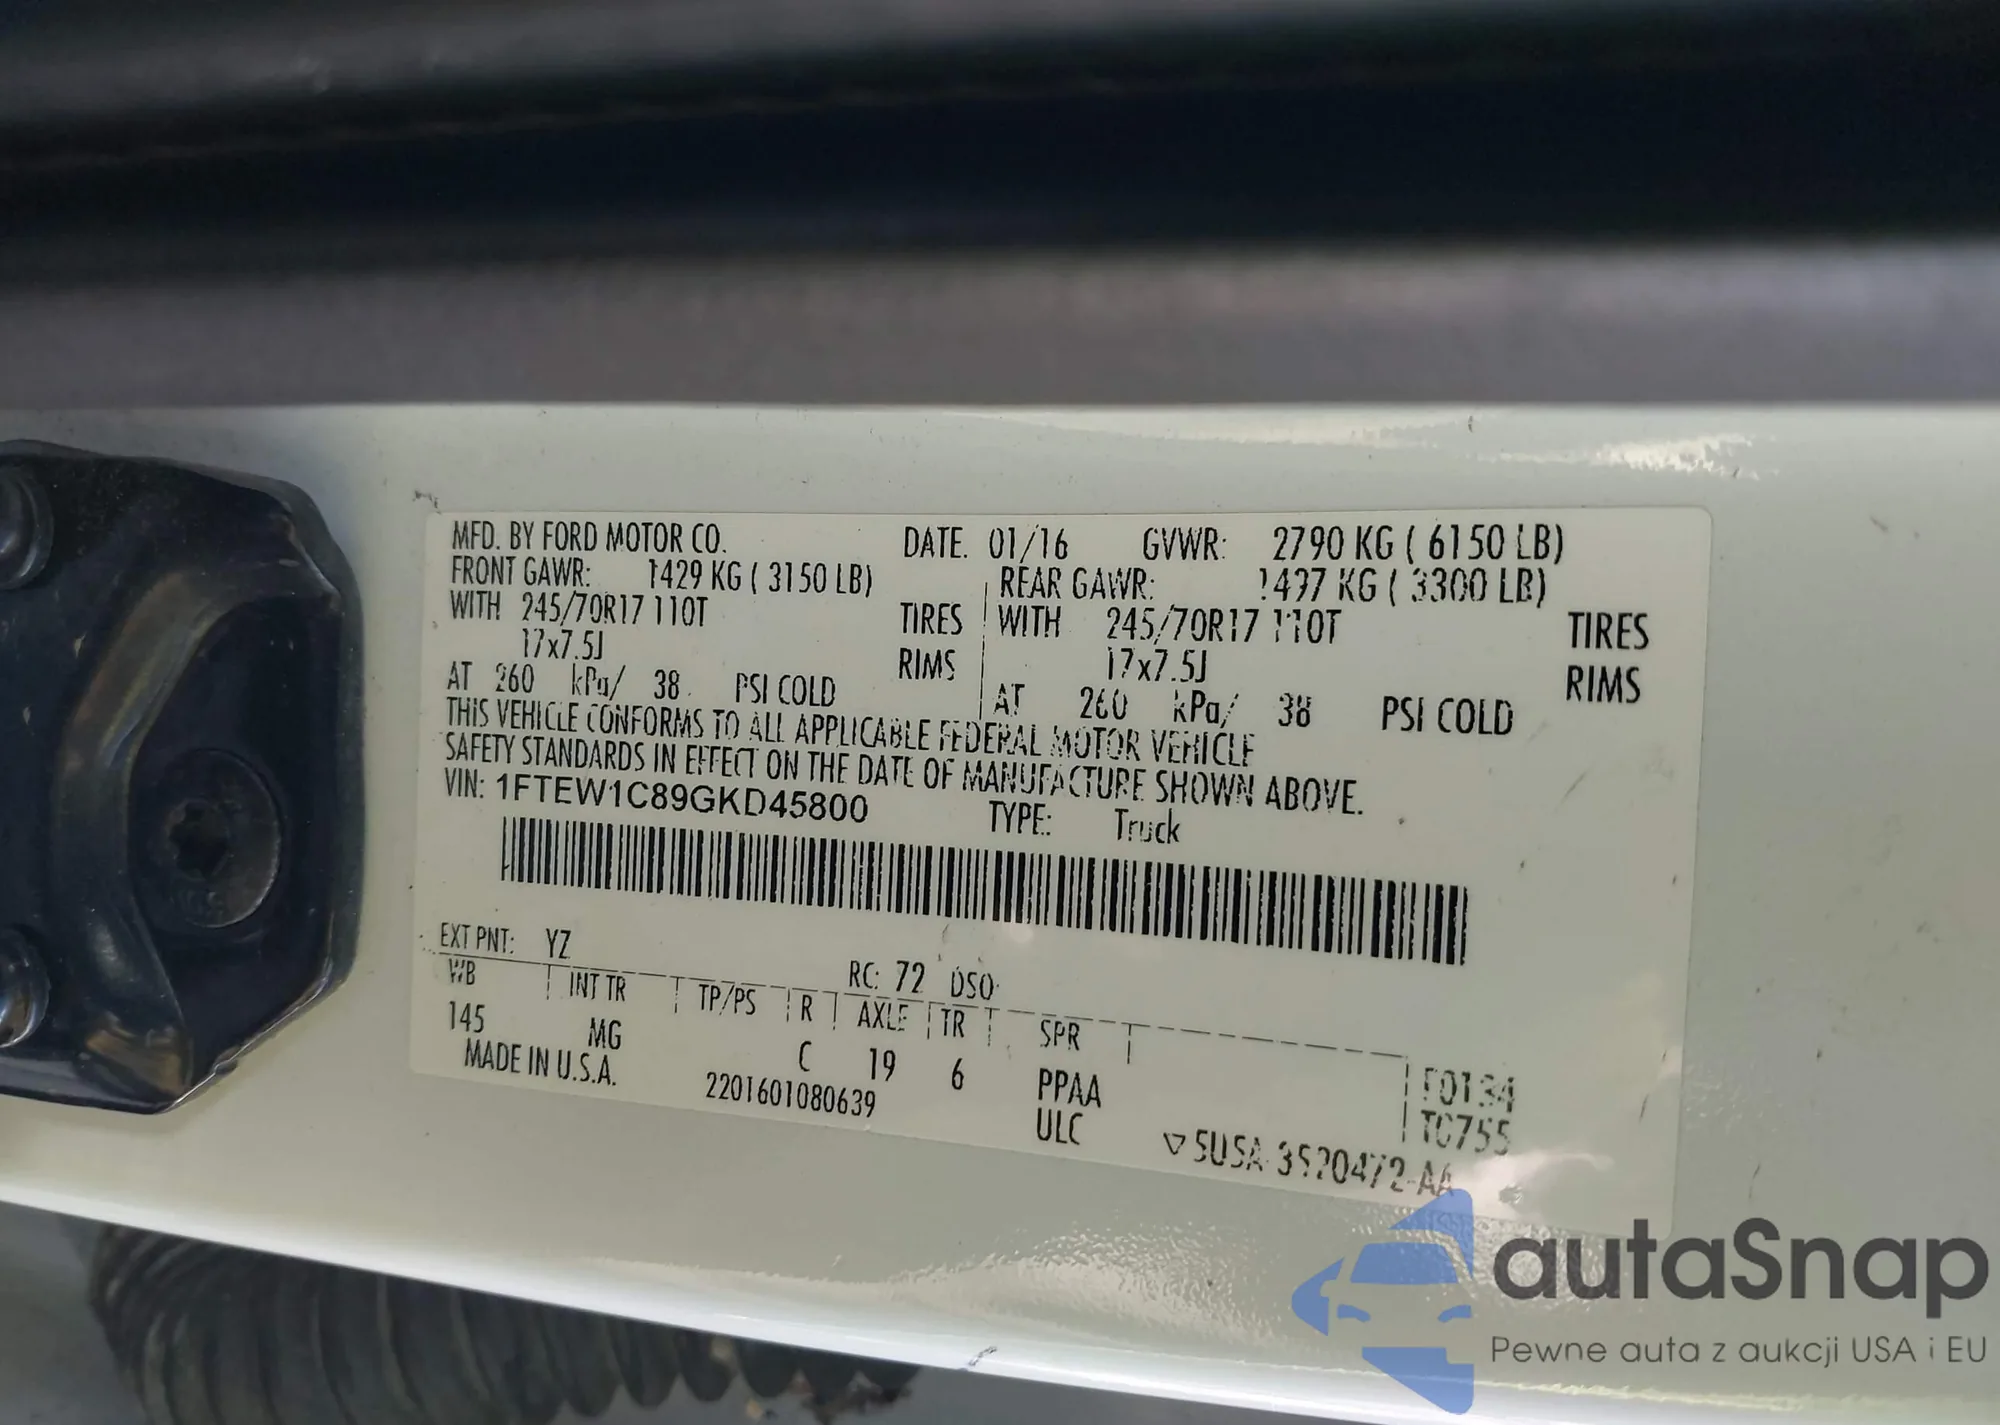 MFD. BY FORD MOTOR CO. DATE. 01/16 GVWR: 2790 KG ( 6150 LB)
FRONT GAWR: 1429 KG ( 3150 LB) REAR GAWR: 1497 KG ( 3300 LB)
WITH 245/70R17 110T TIRES WITH 245/70R17 110T TIRES
17x7.5J RIMS 17x7.5J RIMS
AT 260 kPa/ 38 PSI COLD AT 260 kPa/ 38 PSI COLD
THIS VEHICLE CONFORMS TO ALL APPLICABLE FEDERAL MOTOR VEHICLE
SAFETY STANDARDS IN EFFECT ON THE DATE OF MANUFACTURE SHOWN ABOVE.
VIN: 1FTEW1C89GKD45800 TYPE: Truck
EXT PNT: YZ RC: 72 DSO:
WB INT TR TP/PS R AXLE TR SPR
145 MG C 19 6 PPAA F0134
MADE IN U.S.A. 2201601080639 ULC T0755
5U5A-3520472-AA
autaSnap
Pewne auta z aukcji USA i EU